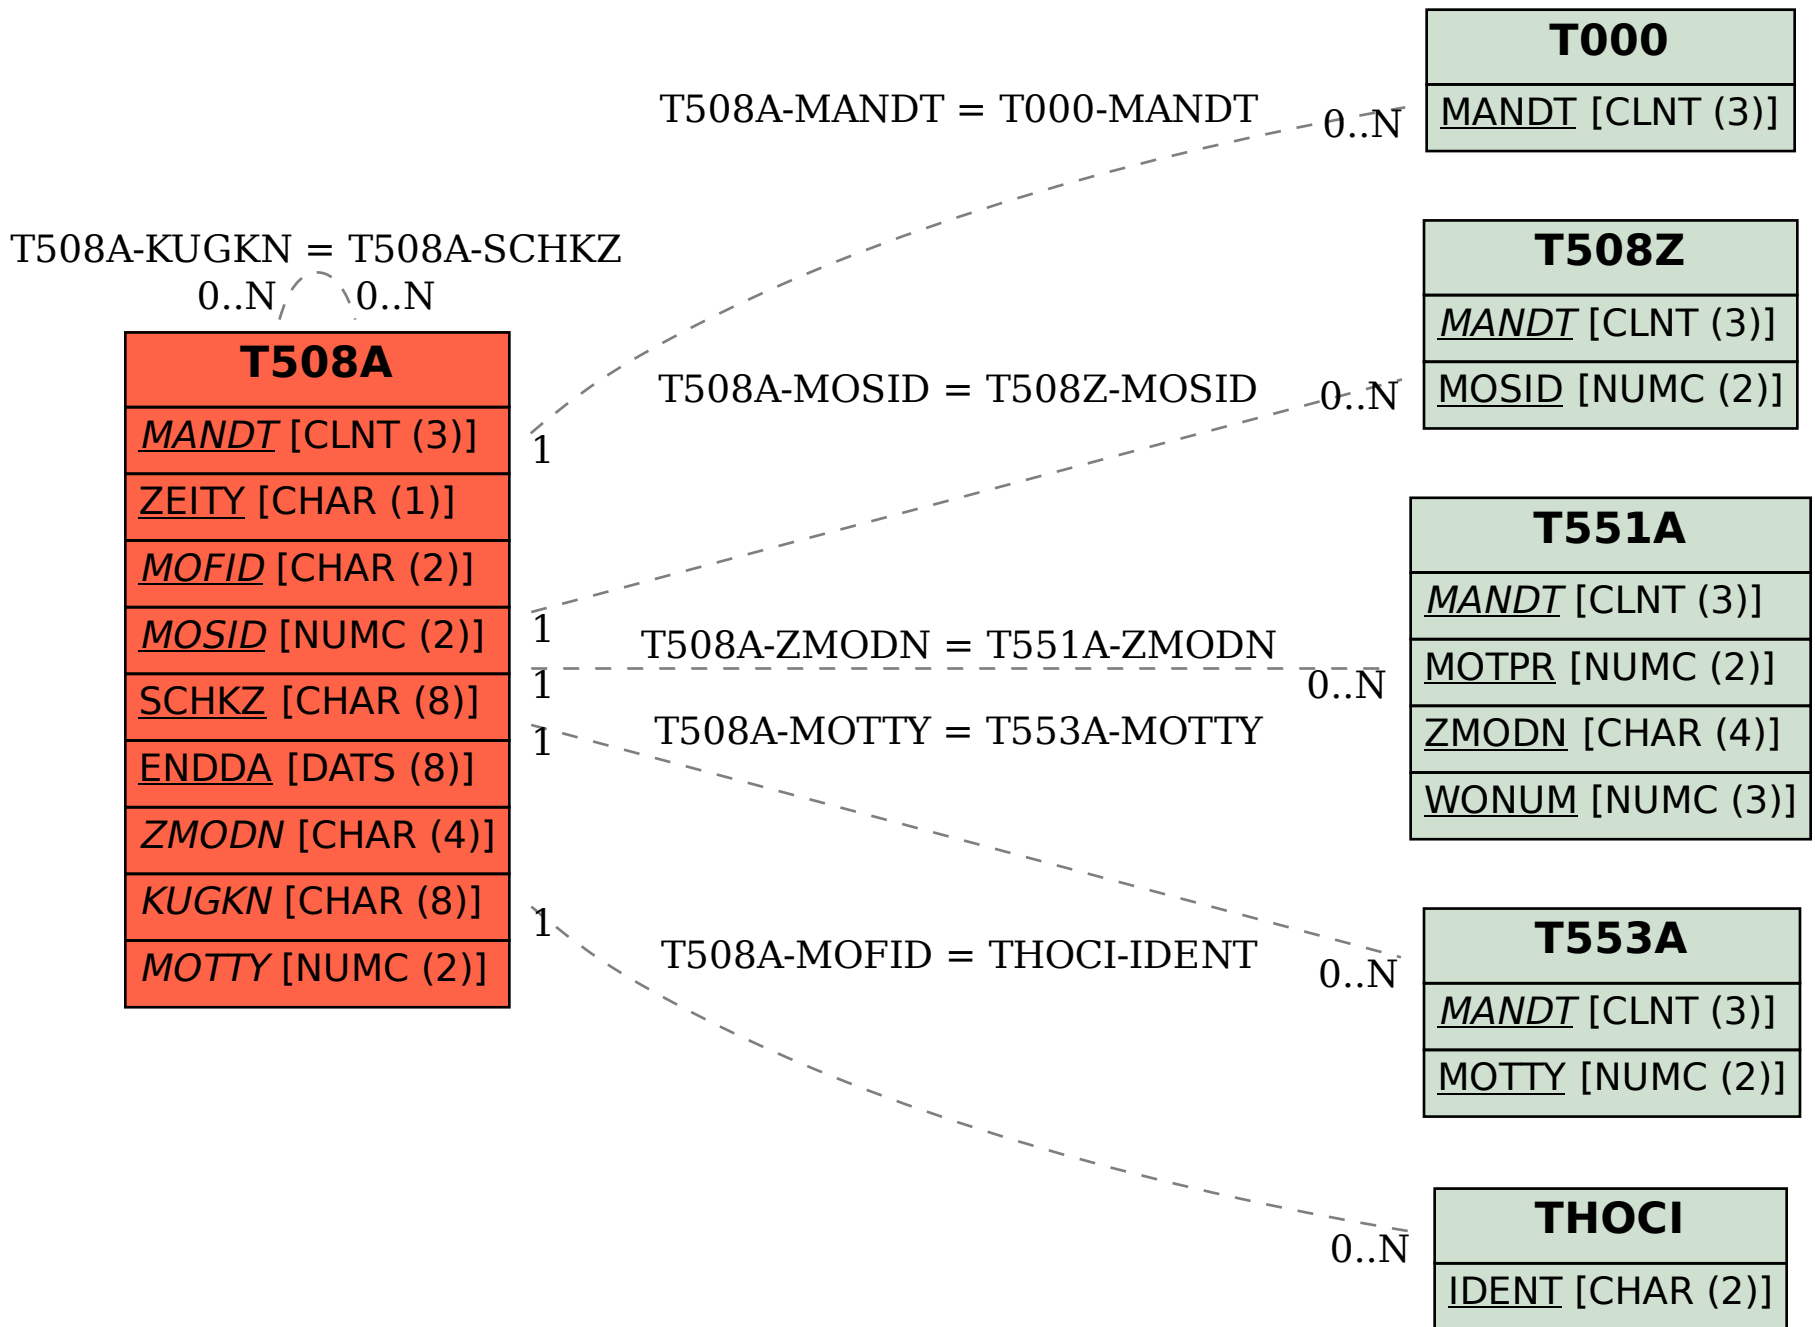 T000
MANDT [CLNT (3)]
T508A-MANDT = T000-MANDT
0..N
1
T508A-KUGKN = T508A-SCHKZ
0..N
0..N
T508A
MANDT [CLNT (3)]
ZEITY [CHAR (1)]
MOFID [CHAR (2)]
MOSID [NUMC (2)]
SCHKZ [CHAR (8)]
ENDDA [DATS (8)]
ZMODN [CHAR (4)]
KUGKN [CHAR (8)]
MOTTY [NUMC (2)]
T508Z
MANDT [CLNT (3)]
MOSID [NUMC (2)]
T508A-MOSID = T508Z-MOSID
0..N
1
T551A
MANDT [CLNT (3)]
MOTPR [NUMC (2)]
ZMODN [CHAR (4)]
WONUM [NUMC (3)]
T508A-ZMODN = T551A-ZMODN
0..N
1
T508A-MOTTY = T553A-MOTTY
0..N
1
T553A
MANDT [CLNT (3)]
MOTTY [NUMC (2)]
T508A-MOFID = THOCI-IDENT
0..N
1
THOCI
IDENT [CHAR (2)]